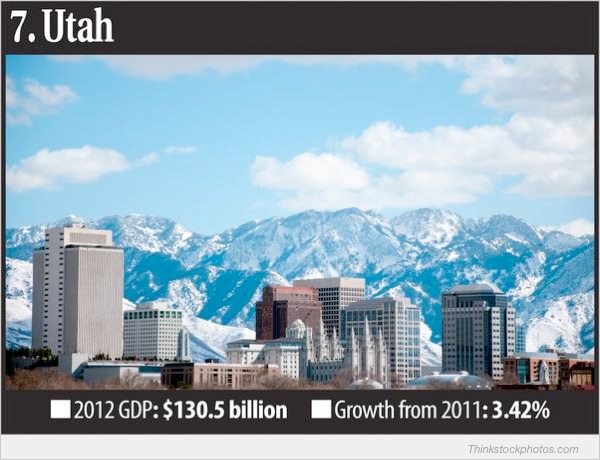 7. Utah
2012 GDP: $130.5 billion Growth from 2011: 3.42%
Thinkstockphotos.com